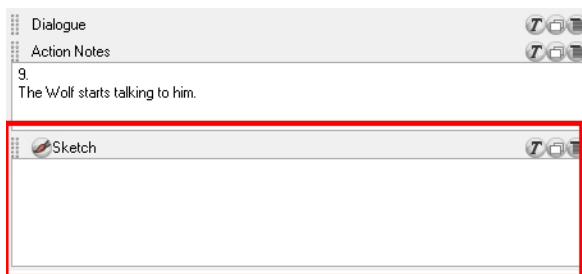 Dialogue
Action Notes
9.
The Wolf starts talking to him.
Sketch